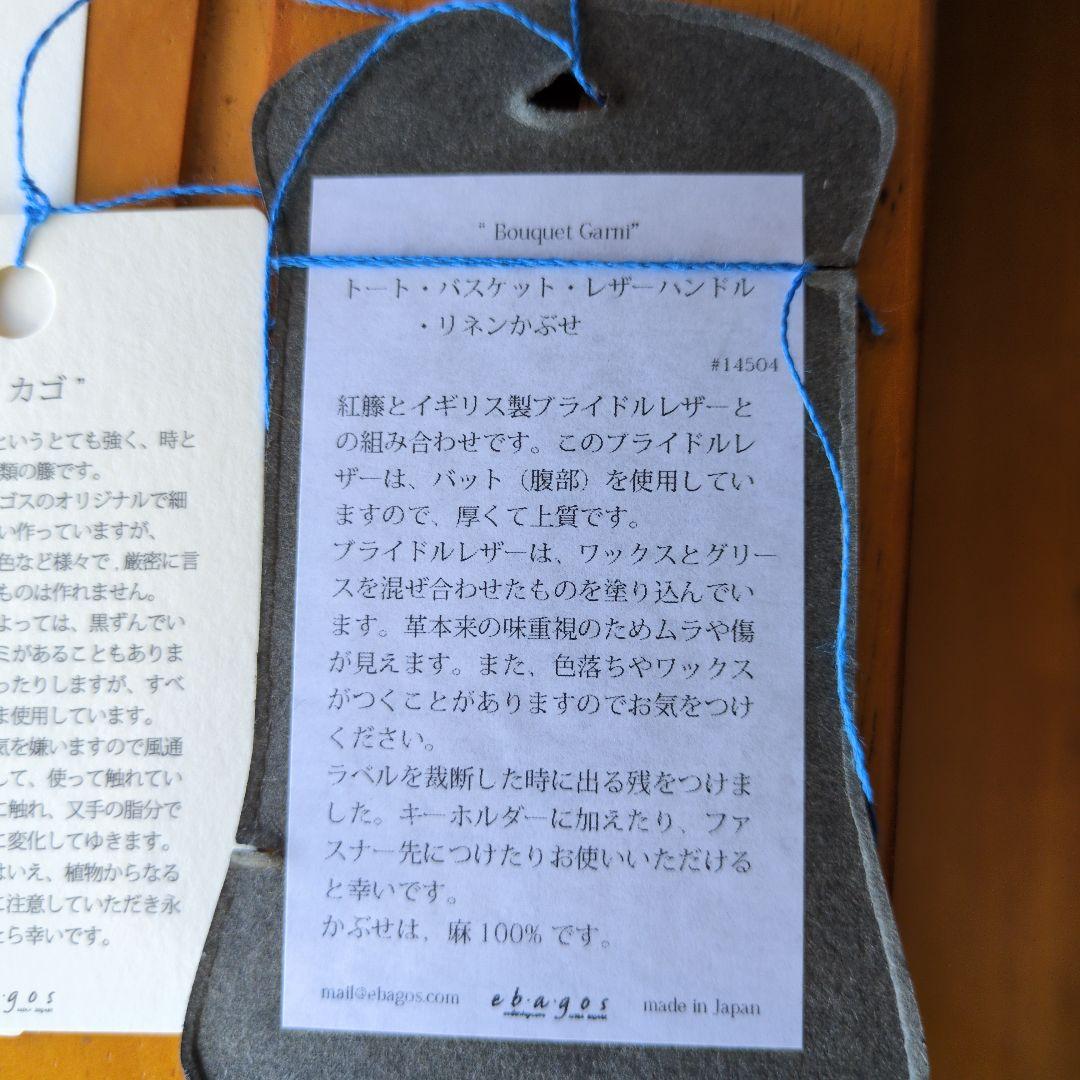 カゴ”
というとても強く、時と
類の籐です。
ゴスのオリジナルで細
い作っていますが、
色など様々で，厳密に言
ものは作れません。
よっては、黒ずんでい
ミがあることもありま
ったりしますが、すべ
ま使用しています。
気を嫌いますので風通
して、使って触れてい
に触れ、又手の脂分で
に変化してゆきます。
はいえ、植物からなる
に注意していただき永
たら幸いです。
a・g o s
“ Bouquet Garni”
トート・バスケット・レザーハンドル
・リネンかぶせ
#14504
紅籐とイギリス製ブライドルレザーと
の組み合わせです。このブライドルレ
ザーは、バット（腹部）を使用してい
ますので、厚くて上質です。
ブライドルレザーは、ワックスとグリー
スを混ぜ合わせたものを塗り込んでい
ます。革本来の味重視のためムラや傷
が見えます。また、色落ちやワックス
がつくことがありますのでお気をつけ
ください。
ラベルを裁断した時に出る残をつけま
した。キーホルダーに加えたり、ファ
スナー先につけたりお使いいただける
と幸いです。
かぶせは，麻 100% です。
mail@ebagos.com e b・a・g o s made in Japan